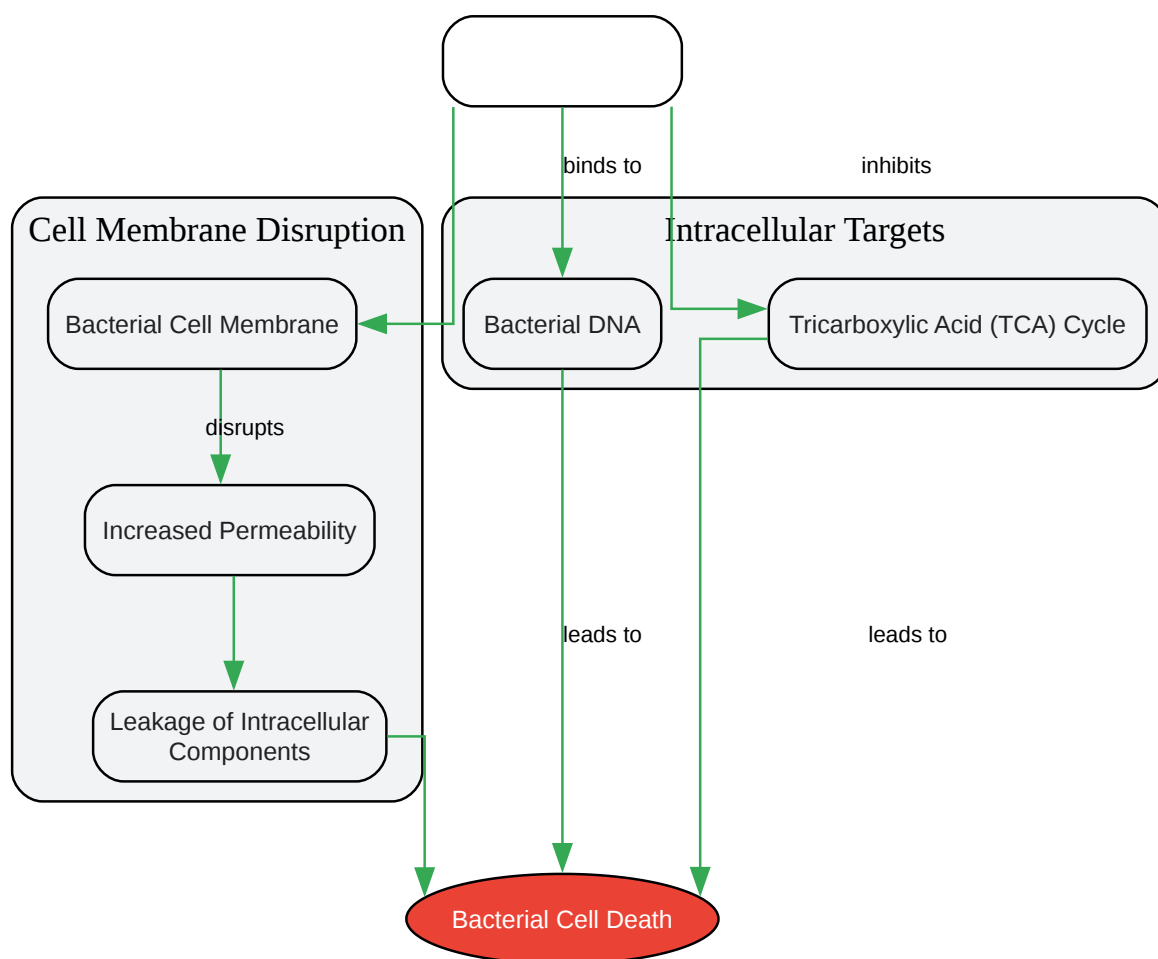 binds to
inhibits
Cell Membrane Disruption
Intracellular Targets
Bacterial Cell Membrane
Bacterial DNA
Tricarboxylic Acid (TCA) Cycle
disrupts
Increased Permeability
leads to
leads to
Leakage of Intracellular
Components
Bacterial Cell Death